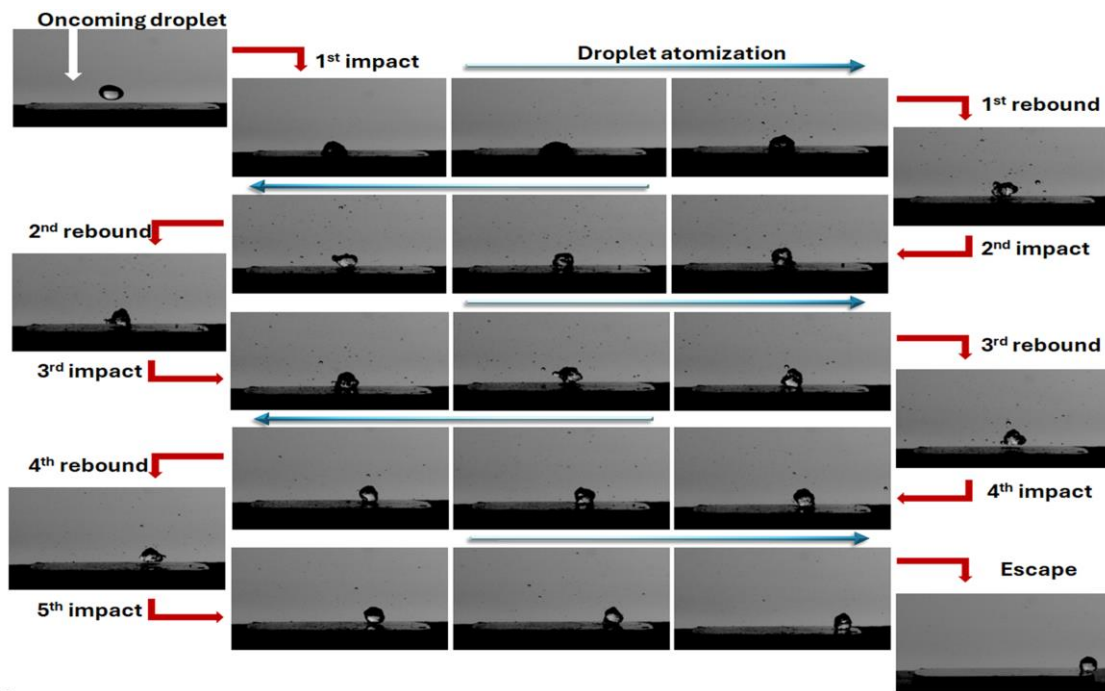 Oncoming droplet
1st impact
Droplet atomization
1st rebound
2nd impact
2nd rebound
3rd impact
3rd rebound
4th impact
4th rebound
5th impact
Escape